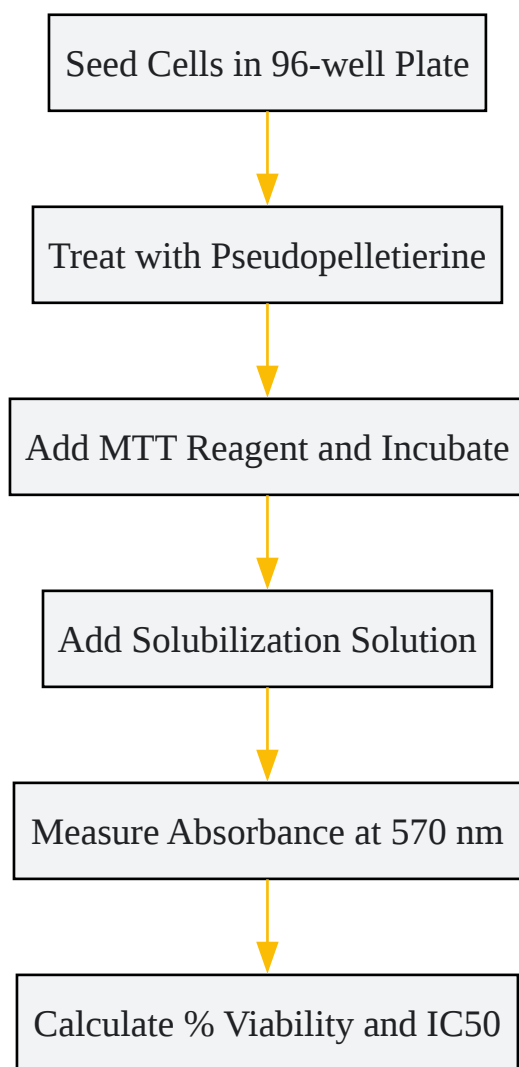 Seed Cells in 96-well Plate
Treat with Pseudopelletierine
Add MTT Reagent and Incubate
Add Solubilization Solution
Measure Absorbance at 570 nm
Calculate % Viability and IC50